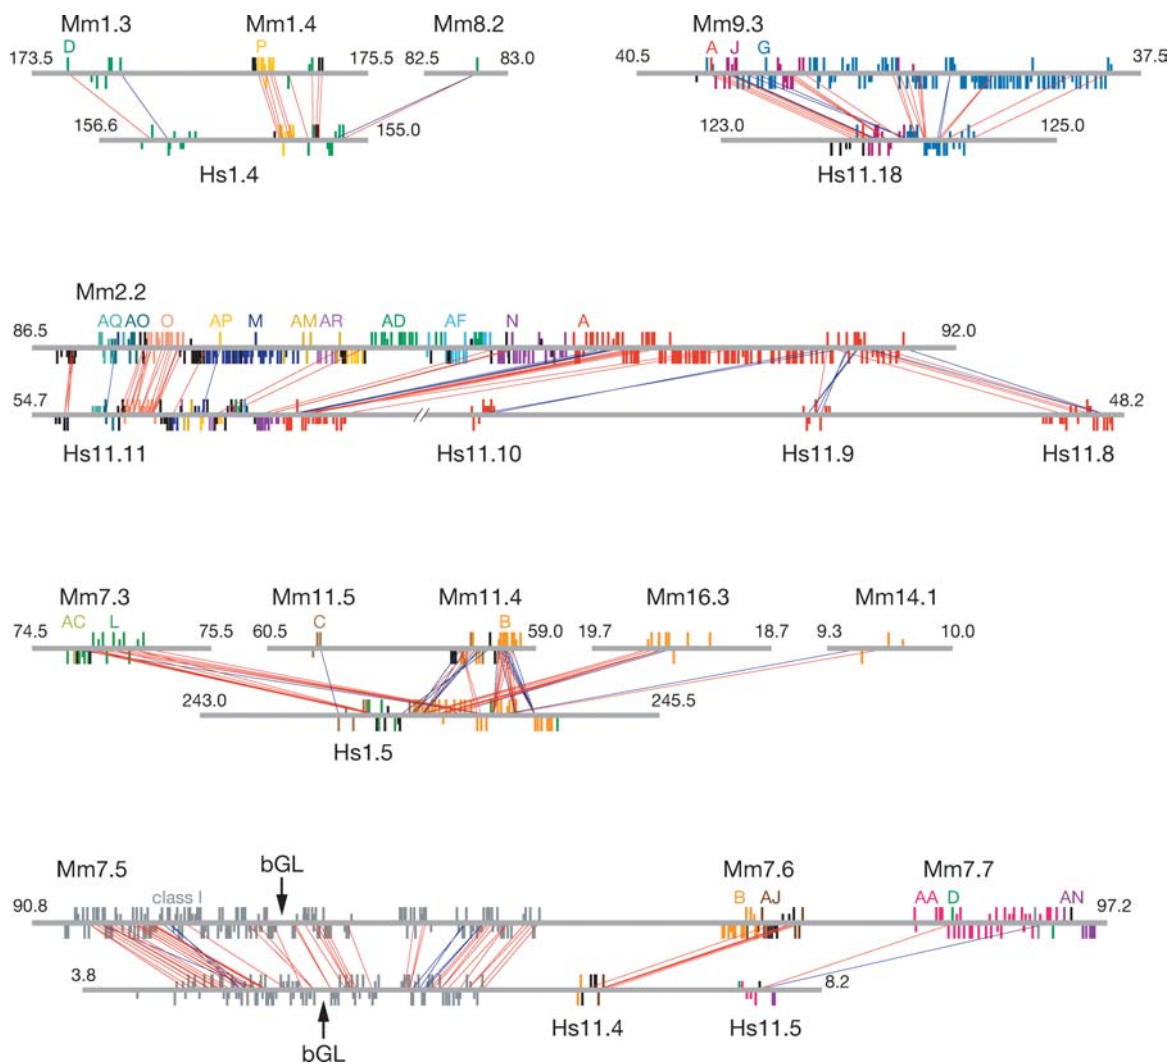 Mm1.3 Mm1.4 Mm8.2 Mm9.3
D P A J G
173.5 175.5 82.5 83.0 40.5 37.5
156.6 155.0 123.0 125.0
Hs1.4 Hs11.18
Mm2.2
AQ AO O AP M AM AR AD AF N A
86.5 92.0
54.7 // 48.2
Hs11.11 Hs11.10 Hs11.9 Hs11.8
Mm7.3 Mm11.5 Mm11.4 Mm16.3 Mm14.1
AC L C B
74.5 75.5 60.5 59.0 19.7 18.7 9.3 10.0
243.0 245.5
Hs1.5
Mm7.5 bGL Mm7.6 Mm7.7
class I B AJ AA D AN
90.8 97.2
3.8 8.2
Hs11.4 Hs11.5
bGL